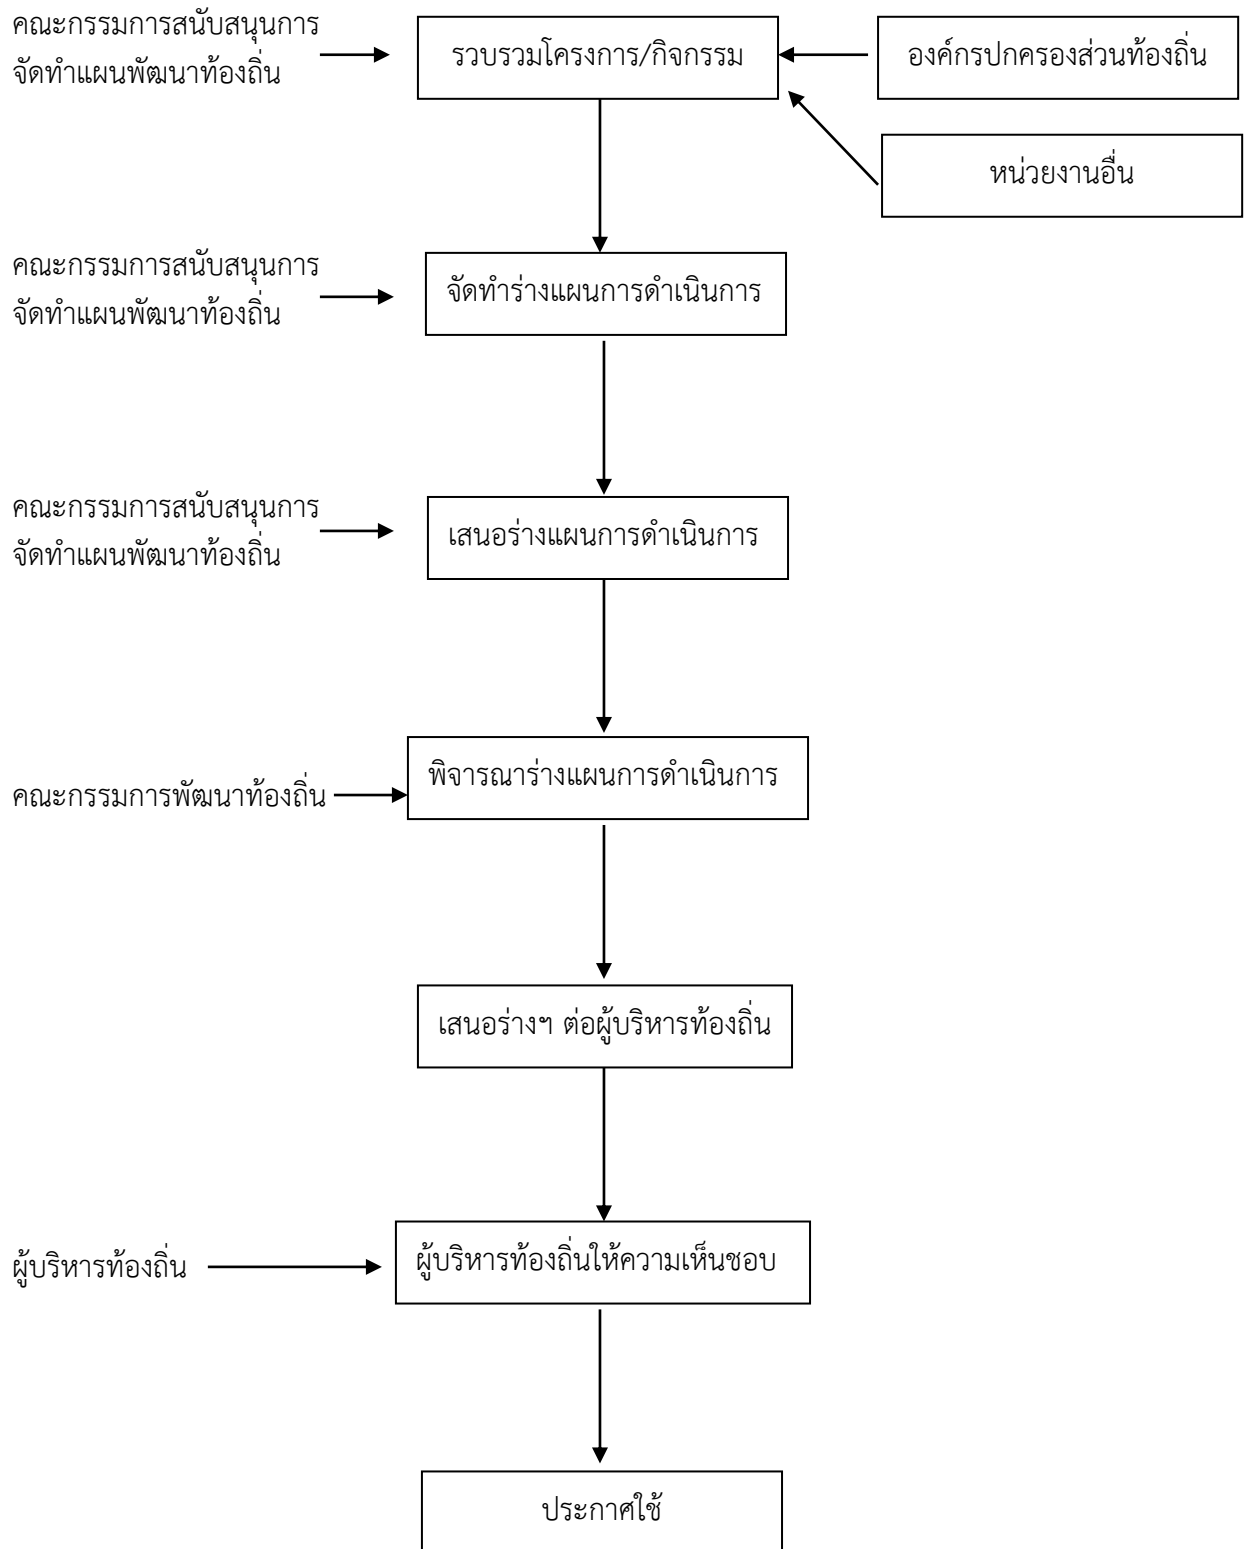 คณะกรรมการสนับสนุนการ
จัดทำแผนพัฒนาท้องถิ่น
รวบรวมโครงการ/กิจกรรม
องค์กรปกครองส่วนท้องถิ่น
หน่วยงานอื่น
คณะกรรมการสนับสนุนการ
จัดทำแผนพัฒนาท้องถิ่น
จัดทำร่างแผนการดำเนินการ
คณะกรรมการสนับสนุนการ
จัดทำแผนพัฒนาท้องถิ่น
เสนอร่างแผนการดำเนินการ
คณะกรรมการพัฒนาท้องถิ่น
พิจารณาร่างแผนการดำเนินการ
เสนอร่างฯ ต่อผู้บริหารท้องถิ่น
ผู้บริหารท้องถิ่น
ผู้บริหารท้องถิ่นให้ความเห็นชอบ
ประกาศใช้